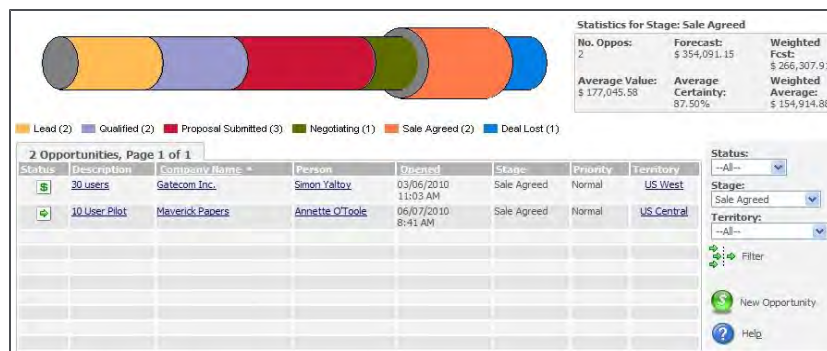 Statistics for Stage: Sale Agreed
No. Oppos: Forecast: Weighted
2 $ 354,091.15 Fcst:
$ 266,307.91
Average Value: Average Weighted
$ 177,045.58 Certainty: Average:
87.50% $ 154,914.88
Lead (2) Qualified (2) Proposal Submitted (3) Negotiating (1) Sale Agreed (2) Deal Lost (1)
2 Opportunities, Page 1 of 1
Status Description Company Name Person Opened Stage Priority Territory
$ 30 users Gatecom Inc. Simon Yaltoy 03/06/2010 Sale Agreed Normal US West
11:03 AM
10 User Pilot Maverick Papers Annette O'Toole 06/07/2010 Sale Agreed Normal US Central
8:41 AM
Status:
--All--
Stage:
Sale Agreed
Territory:
--All--
Filter
$ New Opportunity
? Help